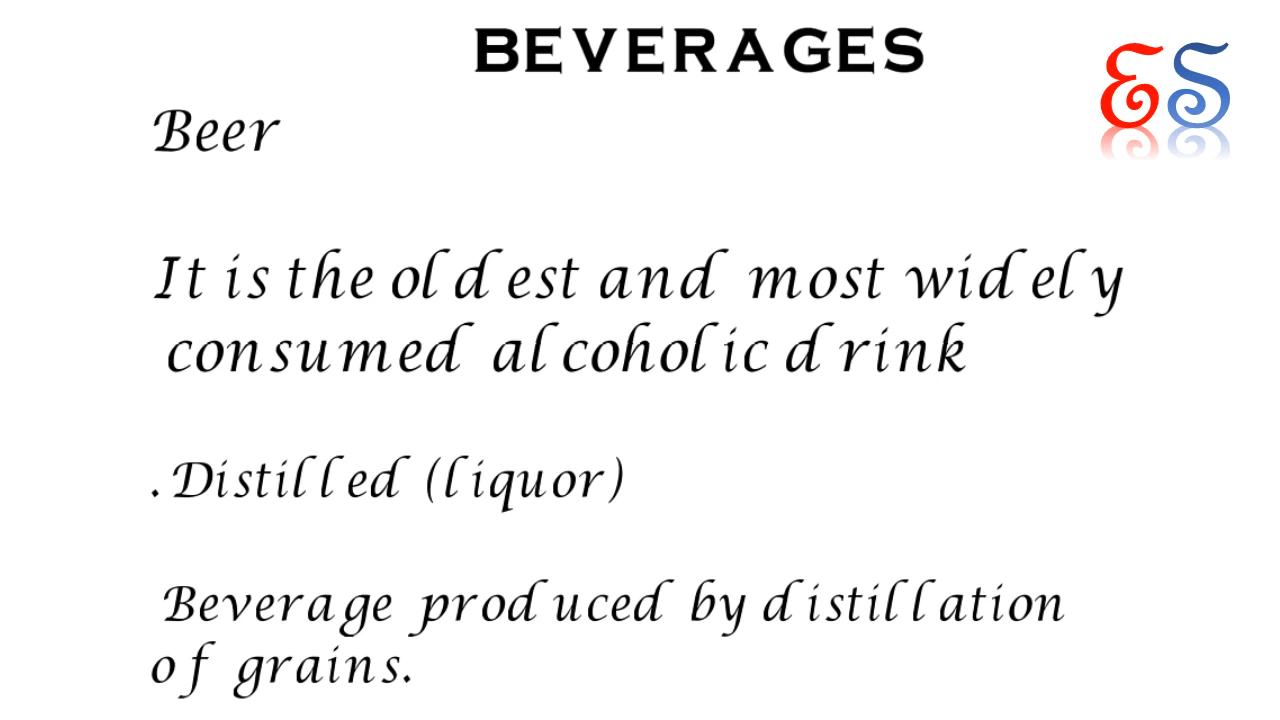 BEVERAGES
ES
Beer
It is the oldest and most widely
consumed alcoholic drink
. Distilled (liquor)
Beverage produced by distillation
of grains.